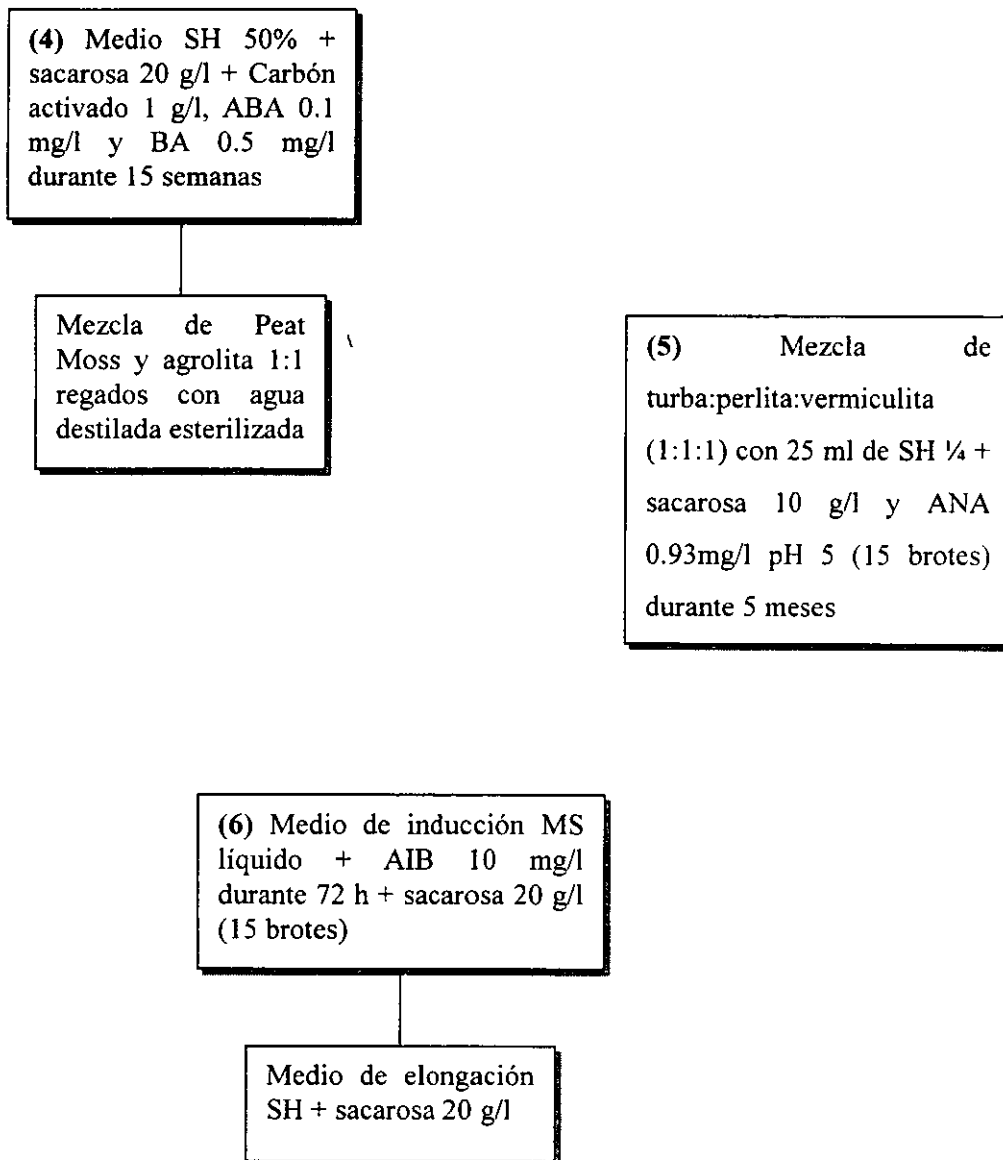 (4) Medio SH 50% +
sacarosa 20 g/l + Carbón
activado 1 g/l, ABA 0.1
mg/l y BA 0.5 mg/l
durante 15 semanas
Mezcla de Peat
Moss y agrolita 1:1
regados con agua
destilada esterilizada
(5) Mezcla de
turba:perlita:vermiculita
(1:1:1) con 25 ml de SH ¼ +
sacarosa 10 g/l y ANA
0.93mg/l pH 5 (15 brotes)
durante 5 meses
(6) Medio de inducción MS
líquido + AIB 10 mg/l
durante 72 h + sacarosa 20 g/l
(15 brotes)
Medio de elongación
SH + sacarosa 20 g/l